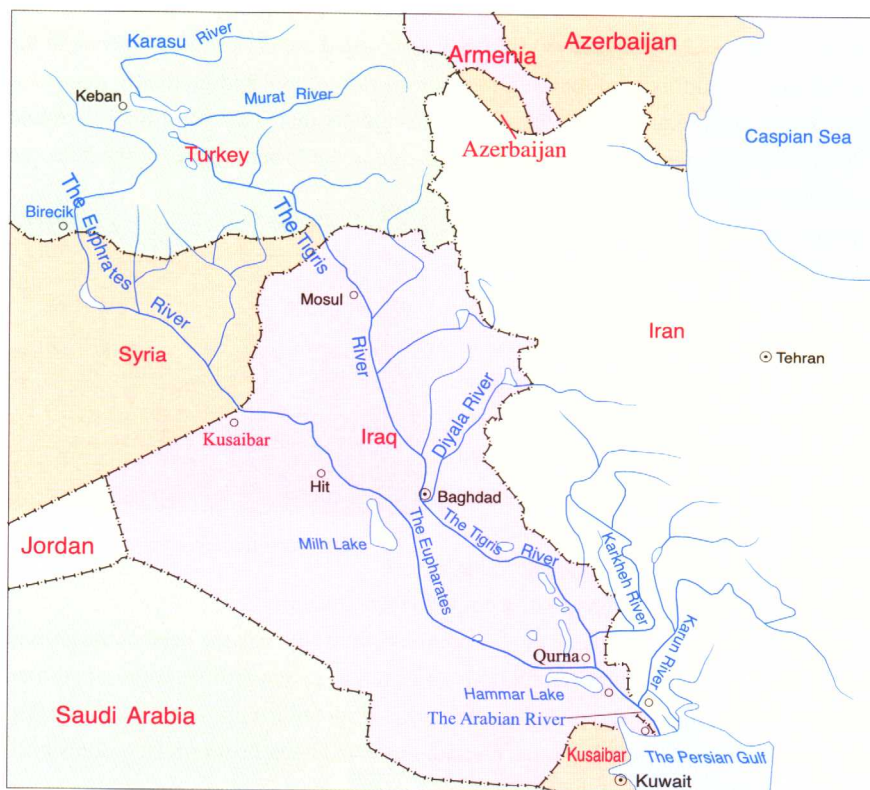 Karasu River
Armenia
Azerbaijan
Keban
Murat River
Caspian Sea
Turkey
Azerbaijan
Birecik
The Euphrates
River
The Tigris
River
Mosul
Iran
Syria
Tehran
Diyala River
Kusaibar
Iraq
Hit
Baghdad
The Tigris
River
The Eupharates
Milh Lake
Jordan
Karkheh River
Karun River
Qurna
Hammar Lake
Saudi Arabia
The Arabian River
Kusaibar
The Persian Gulf
Kuwait